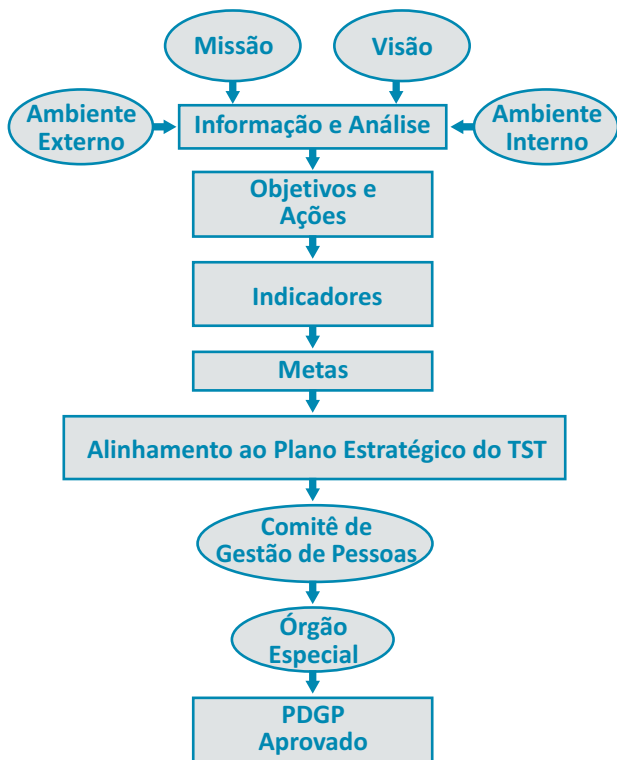 Missão
Visão
Ambiente
Externo
Informação e Análise
Ambiente
Interno
Objetivos e
Ações
Indicadores
Metas
Alinhamento ao Plano Estratégico do TST
Comitê de
Gestão de Pessoas
Órgão
Especial
PDGP
Aprovado